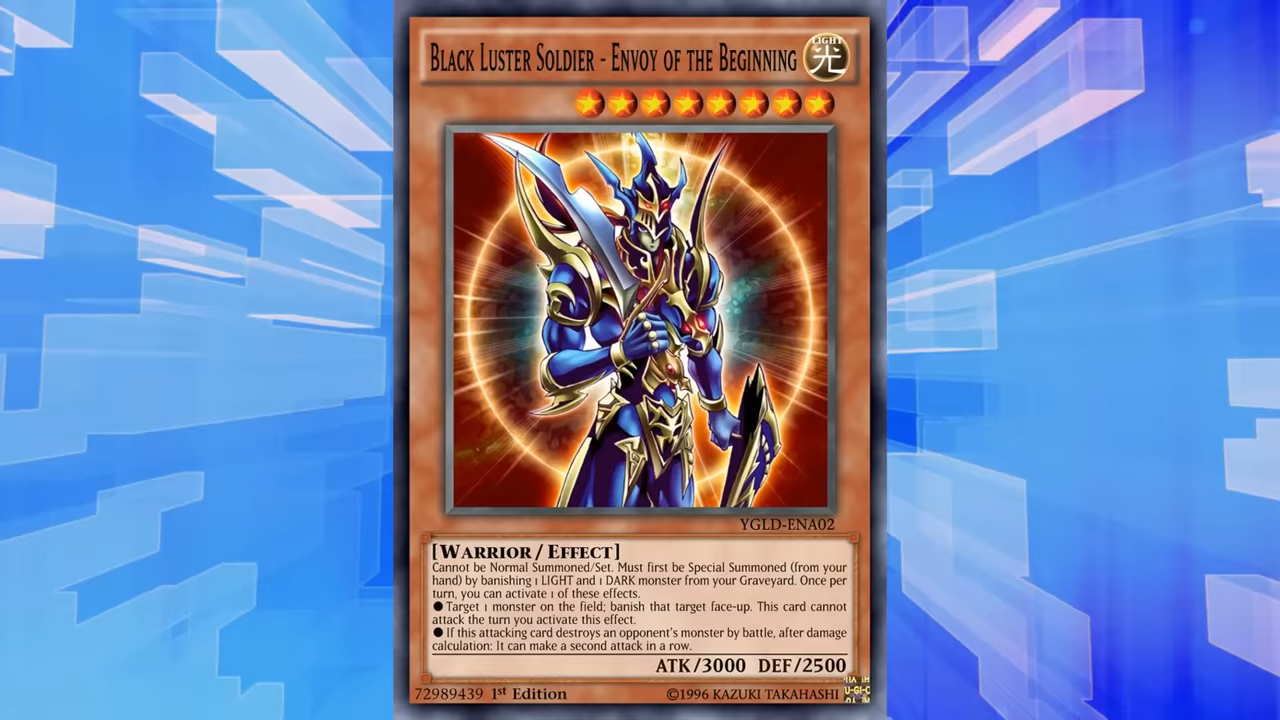 BLACK LUSTER SOLDIER - ENVOY OF THE BEGINNING
LIGHT
光
YGLD-ENA02
[WARRIOR / EFFECT]
Cannot be Normal Summoned/Set. Must first be Special Summoned (from your
hand) by banishing 1 LIGHT and 1 DARK monster from your Graveyard. Once per
turn, you can activate 1 of these effects.
● Target 1 monster on the field; banish that target face-up. This card cannot
attack the turn you activate this effect.
● If this attacking card destroys an opponent's monster by battle, after damage
calculation: It can make a second attack in a row.
ATK/3000 DEF/2500
72989439 1st Edition ©1996 KAZUKI TAKAHASHI